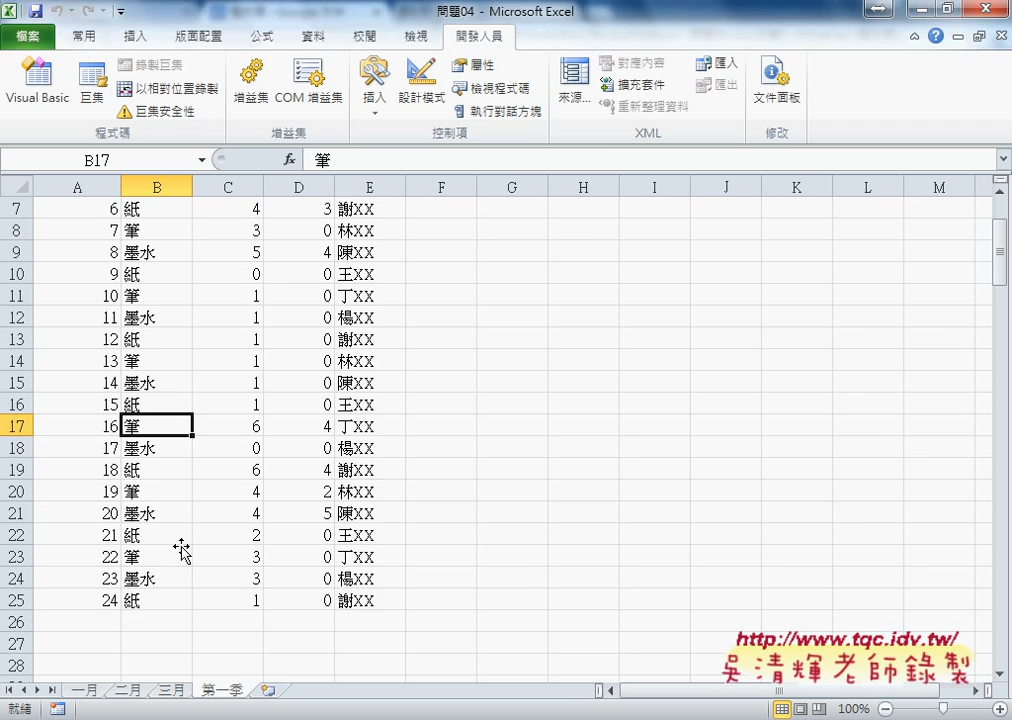 問題04 - Microsoft Excel
檔案 常用 插入 版面配置 公式 資料 校閱 檢視 開發人員
Visual Basic 巨集 錄製巨集 以相對位置錄製 巨集安全性 程式碼
增益集 COM 增益集 增益集
插入 設計模式 屬性 檢視程式碼 執行對話方塊 控制項
來源... 對應內容 擴充套件 重新整理資料 匯入 匯出 XML
文件面板 修改
B17 fx 筆
A B C D E F G H I J K L M
7 6 紙 4 3 謝XX
8 7 筆 3 0 林XX
9 8 墨水 5 4 陳XX
10 9 紙 0 0 王XX
11 10 筆 1 0 丁XX
12 11 墨水 1 0 楊XX
13 12 紙 1 0 謝XX
14 13 筆 1 0 林XX
15 14 墨水 1 0 陳XX
16 15 紙 1 0 王XX
17 16 筆 6 4 丁XX
18 17 墨水 0 0 楊XX
19 18 紙 6 4 謝XX
20 19 筆 4 2 林XX
21 20 墨水 4 5 陳XX
22 21 紙 2 0 王XX
23 22 筆 3 0 丁XX
24 23 墨水 3 0 楊XX
25 24 紙 1 0 謝XX
26
27
28
http://www.tqc.idv.tw/
吳清輝老師錄製
一月 二月 三月 第一季
就緒 100%